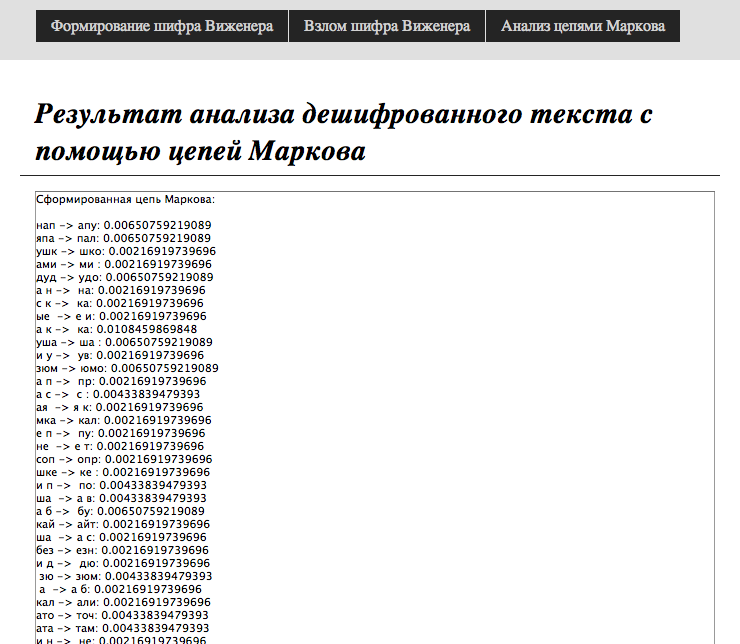 Формирование шифра Виженера Взлом шифра Виженера Анализ цепями Маркова
Результат анализа дешифрованного текста с
помощью цепей Маркова
Сформированная цепь Маркова:
нап -> апу: 0.00650759219089
япа -> пал: 0.00650759219089
ушк -> шко: 0.00216919739696
ами -> ми : 0.00216919739696
дуд -> удо: 0.00650759219089
а н ->  на: 0.00216919739696
с к ->  ка: 0.00216919739696
ые  -> е и: 0.00216919739696
а к ->  ка: 0.0108459869848
уша -> ша : 0.00650759219089
и у ->  ув: 0.00216919739696
зюм -> юмо: 0.00650759219089
а п ->  пр: 0.00216919739696
а с ->  с : 0.00433839479393
ая  -> я к: 0.00216919739696
мка -> кал: 0.00216919739696
е п ->  пу: 0.00216919739696
не  -> е т: 0.00216919739696
соп -> опр: 0.00216919739696
шке -> ке : 0.00216919739696
и п ->  по: 0.00433839479393
ша  -> а в: 0.00433839479393
а б ->  бу: 0.00650759219089
кай -> айт: 0.00216919739696
ша  -> а с: 0.00216919739696
без -> езн: 0.00216919739696
и д ->  дю: 0.00216919739696
 зю -> зюм: 0.00433839479393
 а  -> а б: 0.00216919739696
кал -> али: 0.00216919739696
ато -> точ: 0.00433839479393
ата -> там: 0.00433839479393
и н ->  не: 0.00216919739696